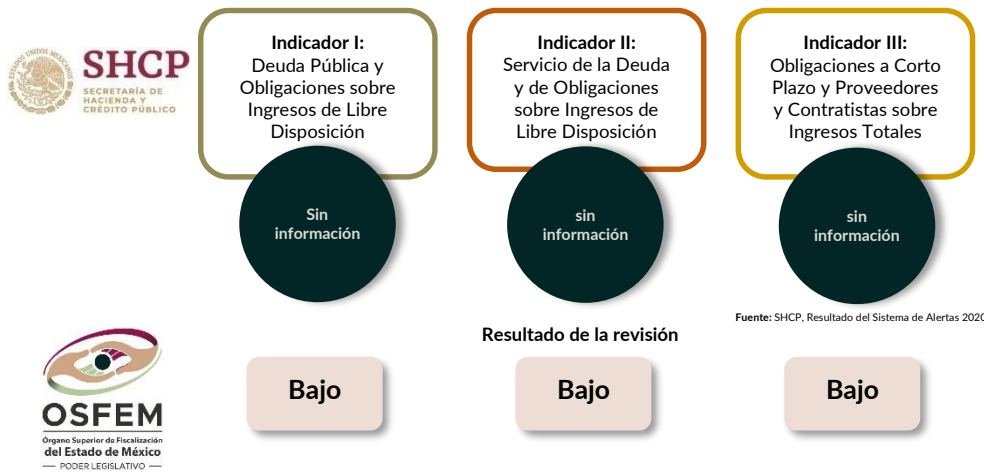 ESTADOS UNIDOS MEXICANOS
SHCP
SECRETARÍA DE
HACIENDA Y
CRÉDITO PÚBLICO
Indicador I:
Deuda Pública y
Obligaciones sobre
Ingresos de Libre
Disposición
Sin
información
Indicador II:
Servicio de la Deuda
y de Obligaciones
sobre Ingresos de
Libre Disposición
sin
información
Indicador III:
Obligaciones a Corto
Plazo y Proveedores
y Contratistas sobre
Ingresos Totales
sin
información
Fuente: SHCP, Resultado del Sistema de Alertas 2020
Resultado de la revisión
OSFEM
Órgano Superior de Fiscalización
del Estado de México
PODER LEGISLATIVO
Bajo
Bajo
Bajo